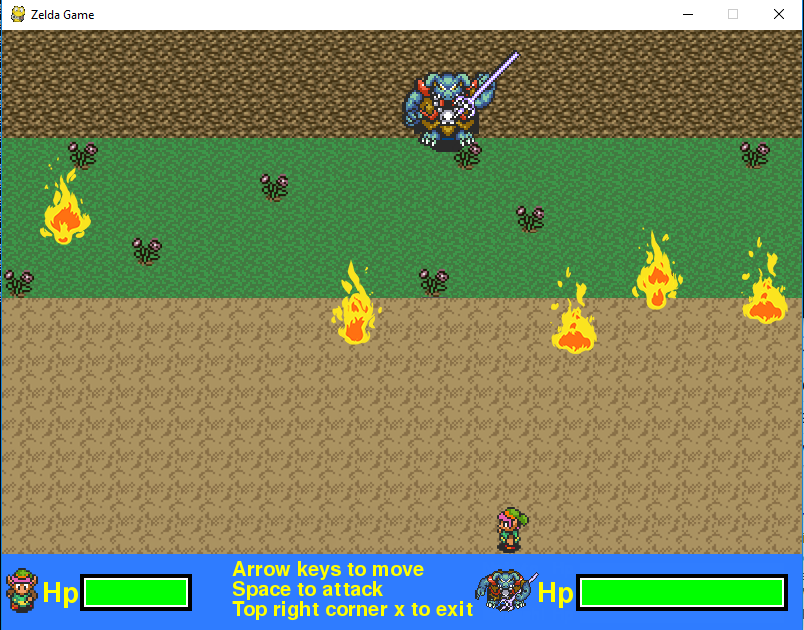 Zelda Game
Hp
Arrow keys to move
Space to attack
Top right corner x to exit
Hp